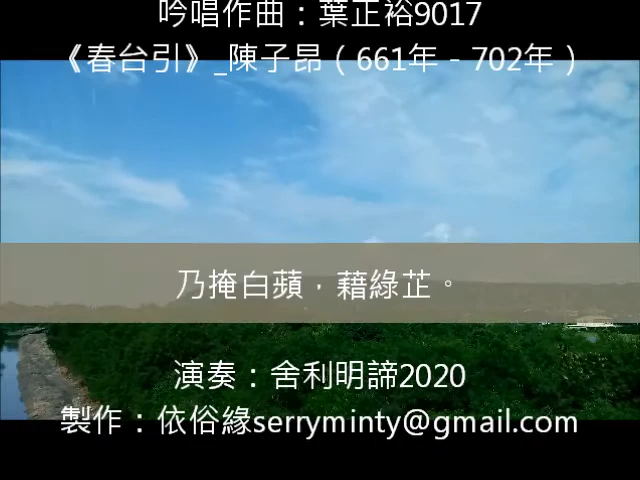 吟唱作曲：葉正裕9017
《春台引》_陳子昂（661年－702年）
乃掩白蘋，藉綠芷。
演奏：舍利明諦2020
製作：依俗緣serryminty@gmail.com